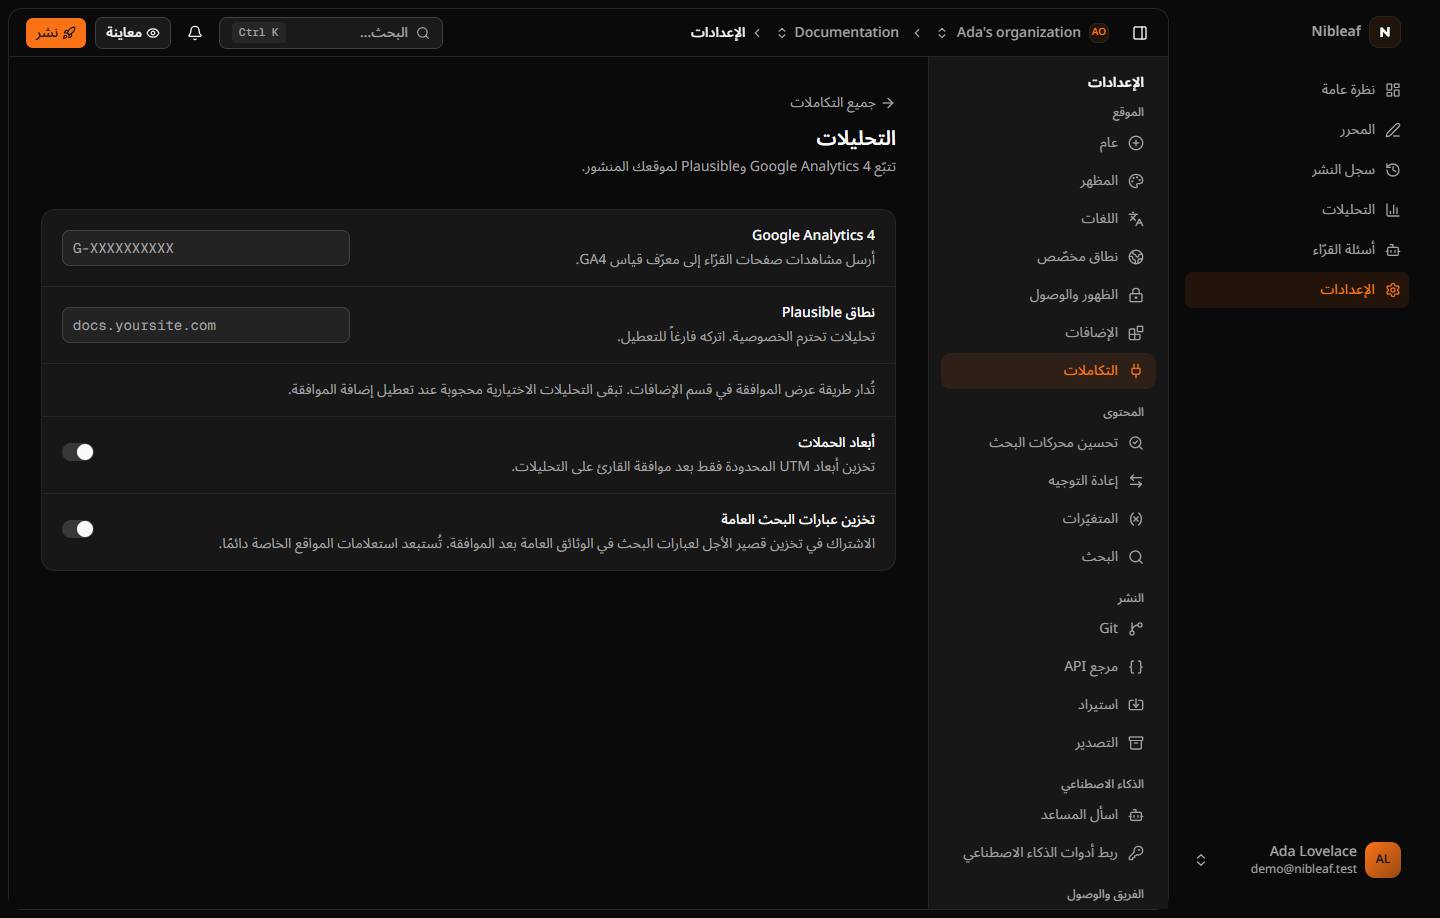 Nibleaf
نظرة عامة
المحرر
سجل النشر
التحليلات
أسئلة القرّاء
الإعدادات
Ada Lovelace
demo@nibleaf.test
AL
AO Ada's organization
Documentation
الإعدادات
البحث...
Ctrl K
معاينة
نشر
الإعدادات
الموقع
عام
المظهر
اللغات
نطاق مخصّص
الظهور والوصول
الإضافات
التكاملات
المحتوى
تحسين محركات البحث
إعادة التوجيه
المتغيّرات
البحث
النشر
Git
مرجع API
استيراد
التصدير
الذكاء الاصطناعي
اسأل المساعد
ربط أدوات الذكاء الاصطناعي
الفريق والوصول
جميع التكاملات
التحليلات
تتبّع Google Analytics 4 وPlausible لموقعك المنشور.
Google Analytics 4
أرسل مشاهدات صفحات القرّاء إلى معرّف قياس GA4.
G-XXXXXXXXXX
نطاق Plausible
تحليلات تحترم الخصوصية. اتركه فارغاً للتعطيل.
docs.yoursite.com
تُدار طريقة عرض الموافقة في قسم الإضافات. تبقى التحليلات الاختيارية محجوبة عند تعطيل إضافة الموافقة.
أبعاد الحملات
تخزين أبعاد UTM المحدودة فقط بعد موافقة القارئ على التحليلات.
تخزين عبارات البحث العامة
الاشتراك في تخزين قصير الأجل لعبارات البحث في الوثائق العامة بعد الموافقة. تُستبعد استعلامات المواقع الخاصة دائمًا.